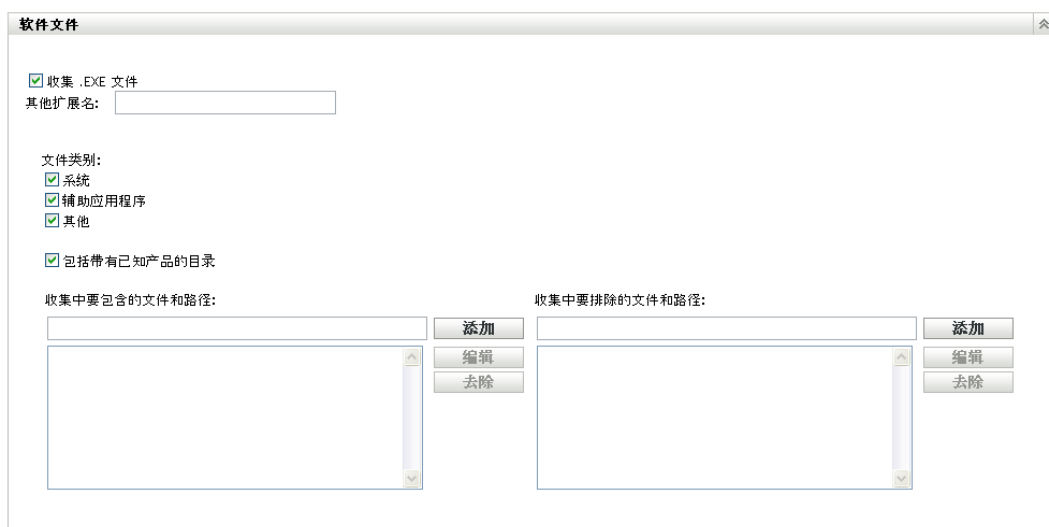 软件文件
收集 .EXE 文件
其他扩展名:
文件类别:
系统
辅助应用程序
其他
包括带有已知产品的目录
收集中要包含的文件和路径:
收集中要排除的文件和路径:
添加
添加
编辑
编辑
去除
去除